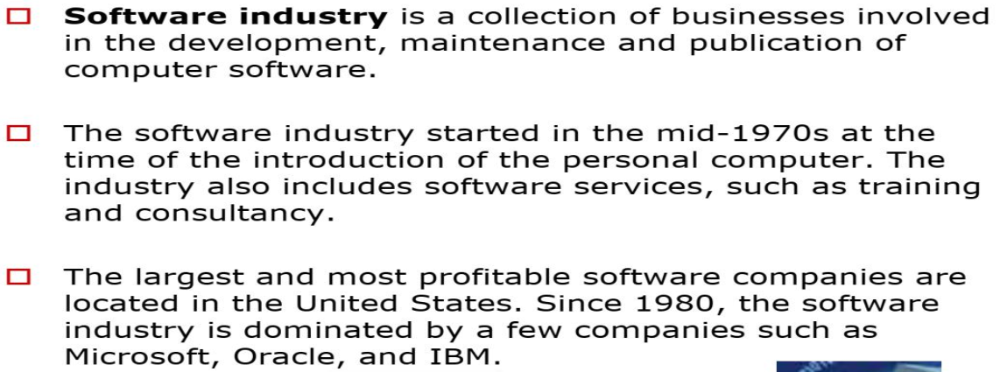 Software industry is a collection of businesses involved
in the development, maintenance and publication of
computer software.
The software industry started in the mid-1970s at the
time of the introduction of the personal computer. The
industry also includes software services, such as training
and consultancy.
The largest and most profitable software companies are
located in the United States. Since 1980, the software
industry is dominated by a few companies such as
Microsoft, Oracle, and IBM.